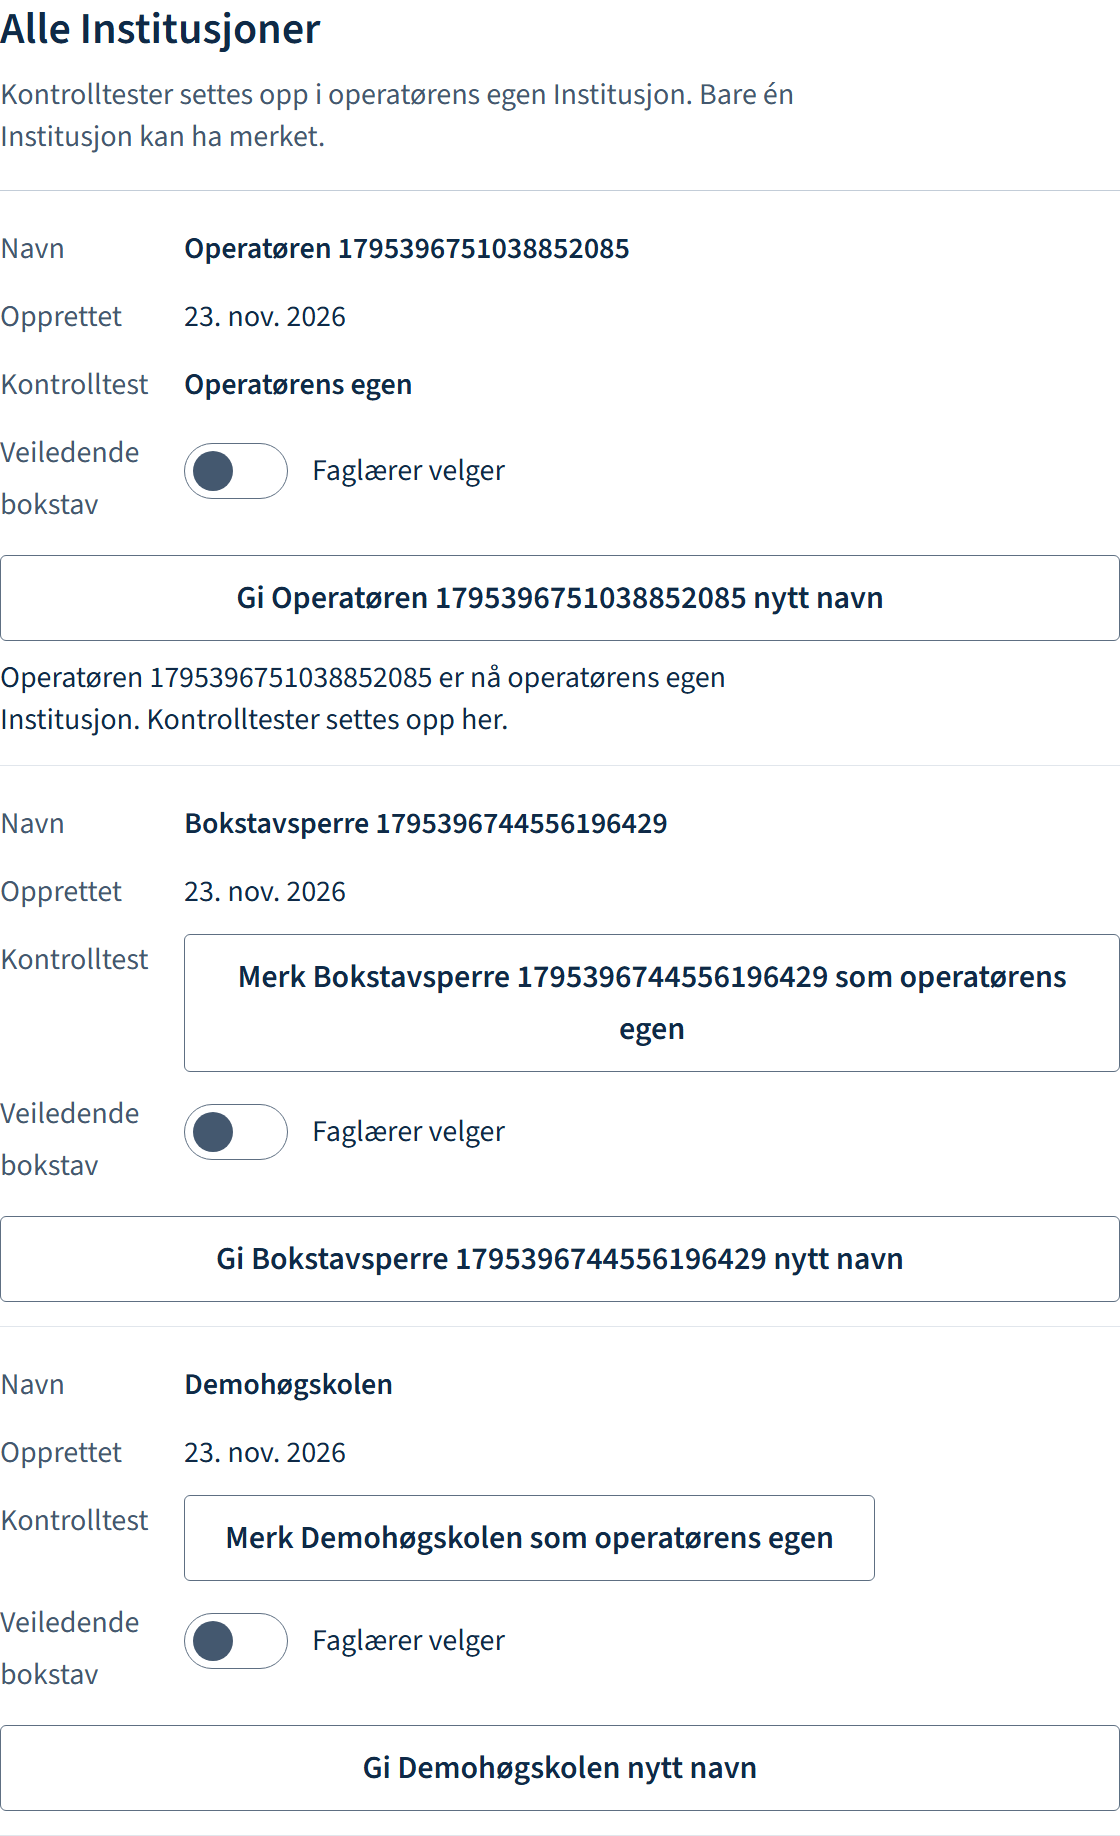 Alle Institusjoner
Kontrolltester settes opp i operatørens egen Institusjon. Bare én
Institusjon kan ha merket.
Navn Operatøren 1795396751038852085
Opprettet 23. nov. 2026
Kontrolltest Operatørens egen
Veiledende
bokstav
Faglærer velger
Gi Operatøren 1795396751038852085 nytt navn
Operatøren 1795396751038852085 er nå operatørens egen
Institusjon. Kontrolltester settes opp her.
Navn Bokstavsperre 1795396744556196429
Opprettet 23. nov. 2026
Kontrolltest
Merk Bokstavsperre 1795396744556196429 som operatørens
egen
Veiledende
bokstav
Faglærer velger
Gi Bokstavsperre 1795396744556196429 nytt navn
Navn Demohøgskolen
Opprettet 23. nov. 2026
Kontrolltest
Merk Demohøgskolen som operatørens egen
Veiledende
bokstav
Faglærer velger
Gi Demohøgskolen nytt navn